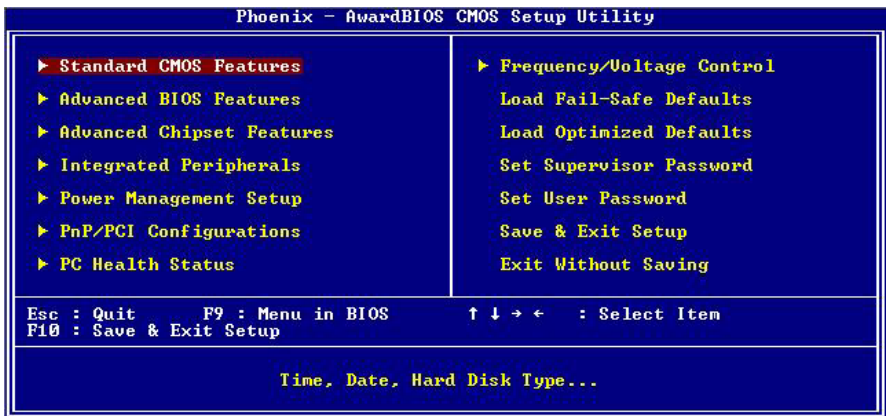 Phoenix - AwardBIOS CMOS Setup Utility
▶ Standard CMOS Features
▶ Advanced BIOS Features
▶ Advanced Chipset Features
▶ Integrated Peripherals
▶ Power Management Setup
▶ PnP/PCI Configurations
▶ PC Health Status
▶ Frequency/Voltage Control
Load Fail-Safe Defaults
Load Optimized Defaults
Set Supervisor Password
Set User Password
Save & Exit Setup
Exit Without Saving
Esc : Quit F9 : Menu in BIOS ↑ ↓ → ← : Select Item
F10 : Save & Exit Setup
Time, Date, Hard Disk Type...